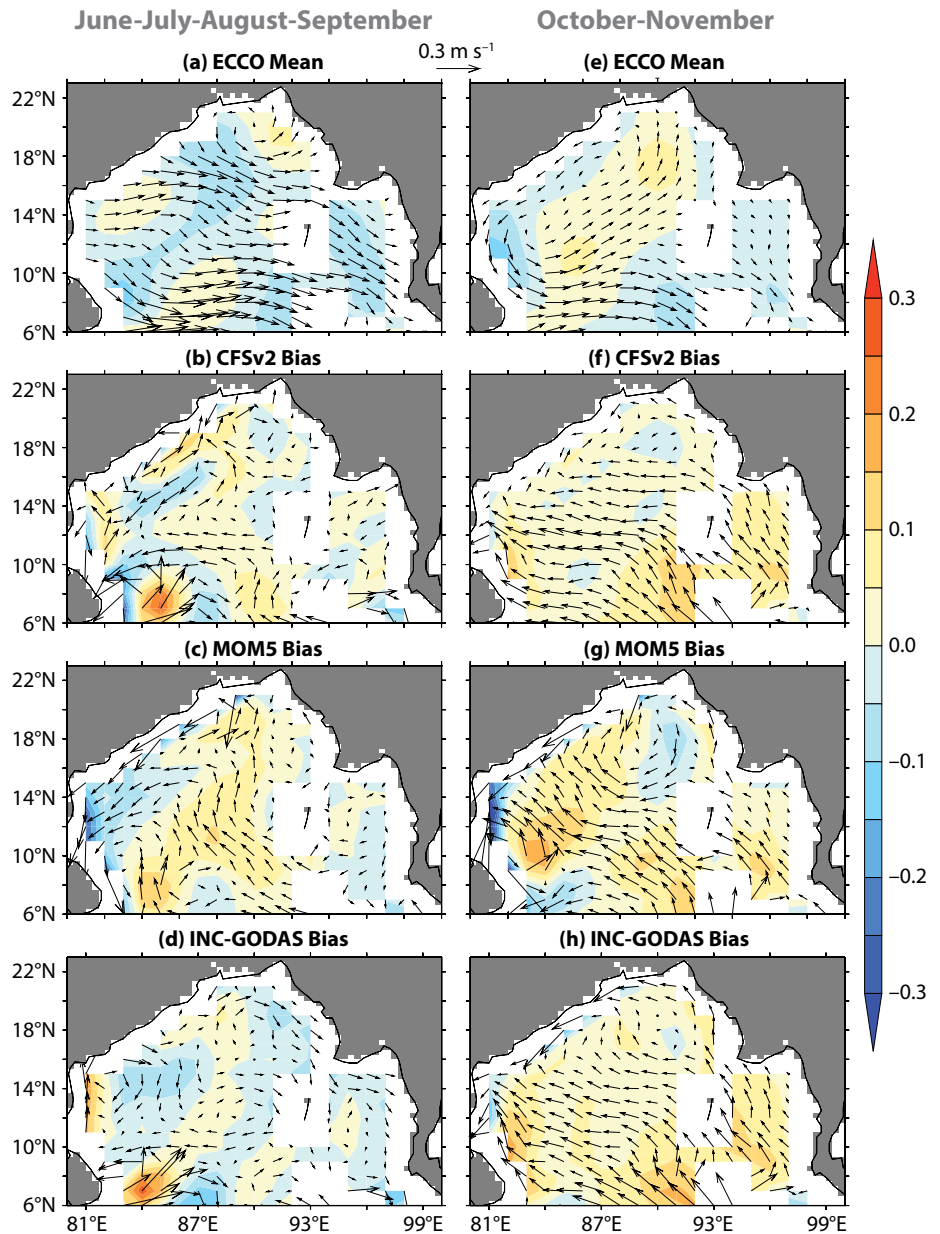 June-July-August-September
October-November
0.3 m s⁻¹
(a) ECCO Mean
(e) ECCO Mean
22°N
18°N
14°N
10°N
6°N
(b) CFSv2 Bias
(f) CFSv2 Bias
22°N
18°N
14°N
10°N
6°N
(c) MOM5 Bias
(g) MOM5 Bias
22°N
18°N
14°N
10°N
6°N
(d) INC-GODAS Bias
(h) INC-GODAS Bias
22°N
18°N
14°N
10°N
6°N
81°E 87°E 93°E 99°E
81°E 87°E 93°E 99°E
0.3
0.2
0.1
0.0
–0.1
–0.2
–0.3